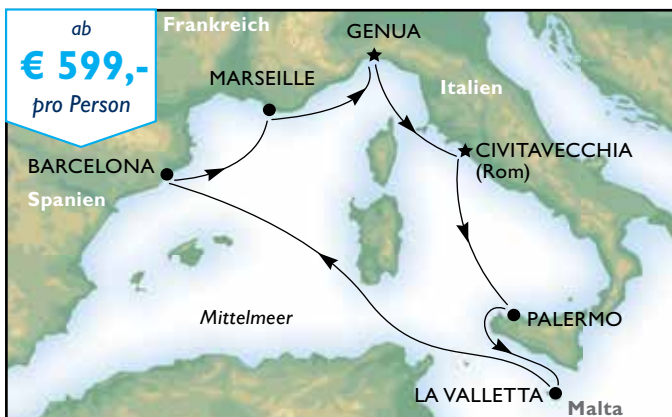 ab
€ 599,-
pro Person
Frankreich
GENUA
MARSEILLE
Italien
BARCELONA
CIVITAVECCHIA
(Rom)
Spanien
Mittelmeer
PALERMO
LA VALLETTA
Malta